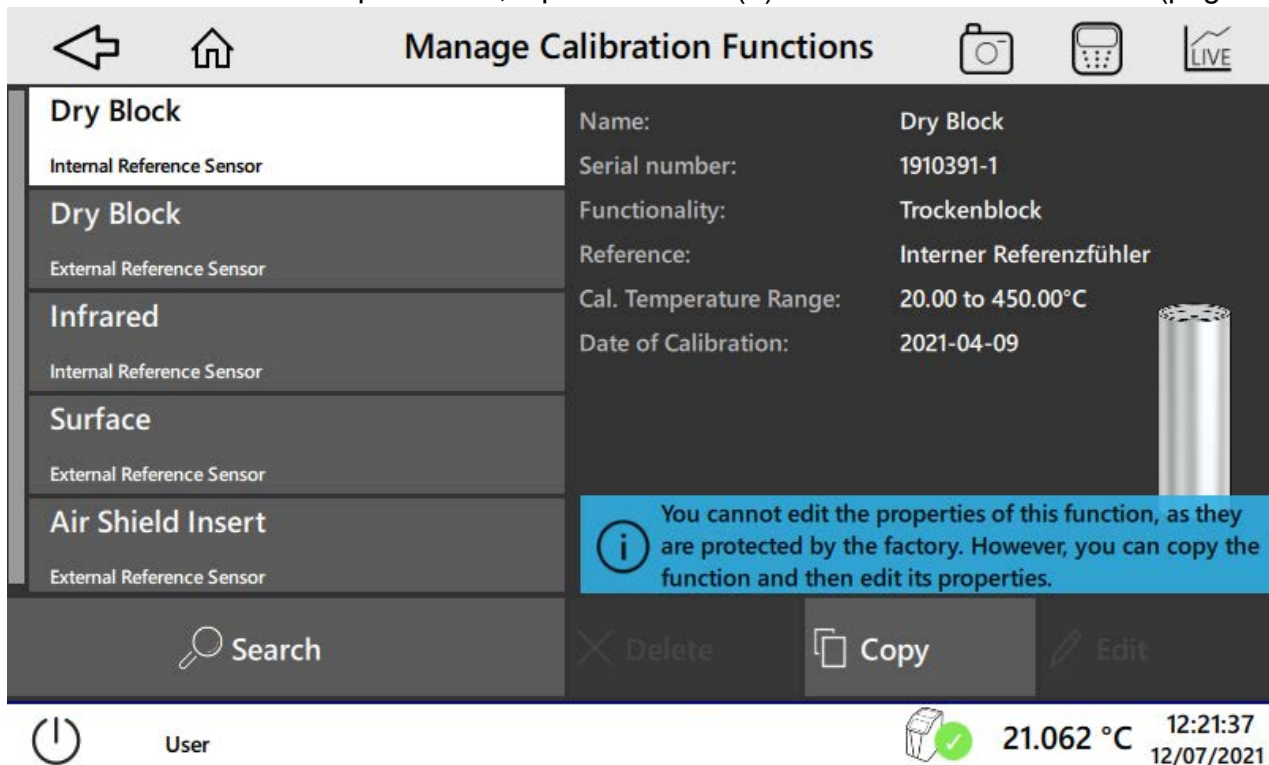 Manage Calibration Functions
LIVE
Dry Block
Internal Reference Sensor
Dry Block
External Reference Sensor
Infrared
Internal Reference Sensor
Surface
External Reference Sensor
Air Shield Insert
External Reference Sensor
Name: Dry Block
Serial number: 1910391-1
Functionality: Trockenblock
Reference: Interner Referenzfühler
Cal. Temperature Range: 20.00 to 450.00°C
Date of Calibration: 2021-04-09
You cannot edit the properties of this function, as they
are protected by the factory. However, you can copy the
function and then edit its properties.
Search
Delete
Copy
Edit
User
21.062 °C
12:21:37
12/07/2021